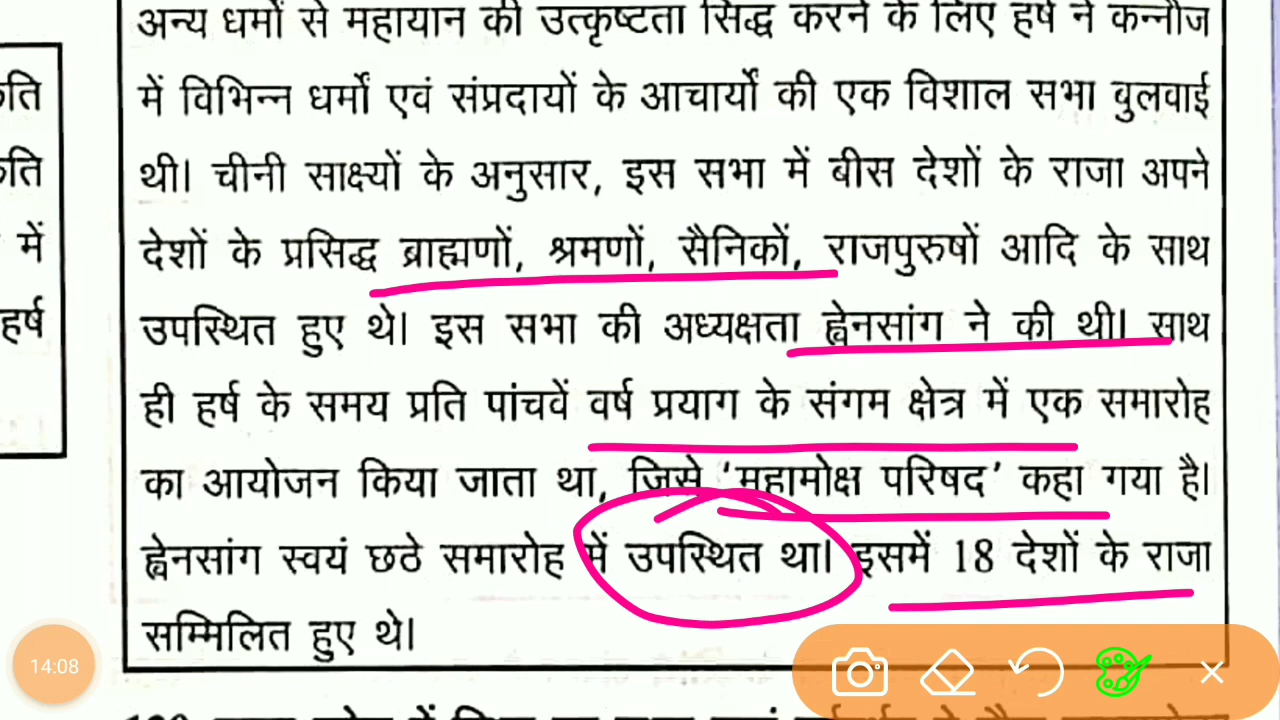 अन्य धर्मों से महायान की उत्कृष्टता सिद्ध करने के लिए हर्ष ने कन्नौज
में विभिन्न धर्मों एवं संप्रदायों के आचार्यों की एक विशाल सभा बुलवाई
थी। चीनी साक्ष्यों के अनुसार, इस सभा में बीस देशों के राजा अपने
देशों के प्रसिद्ध ब्राह्मणों, श्रमणों, सैनिकों, राजपुरुषों आदि के साथ
उपस्थित हुए थे। इस सभा की अध्यक्षता ह्वेनसांग ने की थी। साथ
ही हर्ष के समय प्रति पांचवें वर्ष प्रयाग के संगम क्षेत्र में एक समारोह
का आयोजन किया जाता था, जिसे 'महामोक्ष परिषद' कहा गया है।
ह्वेनसांग स्वयं छठे समारोह में उपस्थित था। इसमें 18 देशों के राजा
सम्मिलित हुए थे।
में
हर्ष
14:08